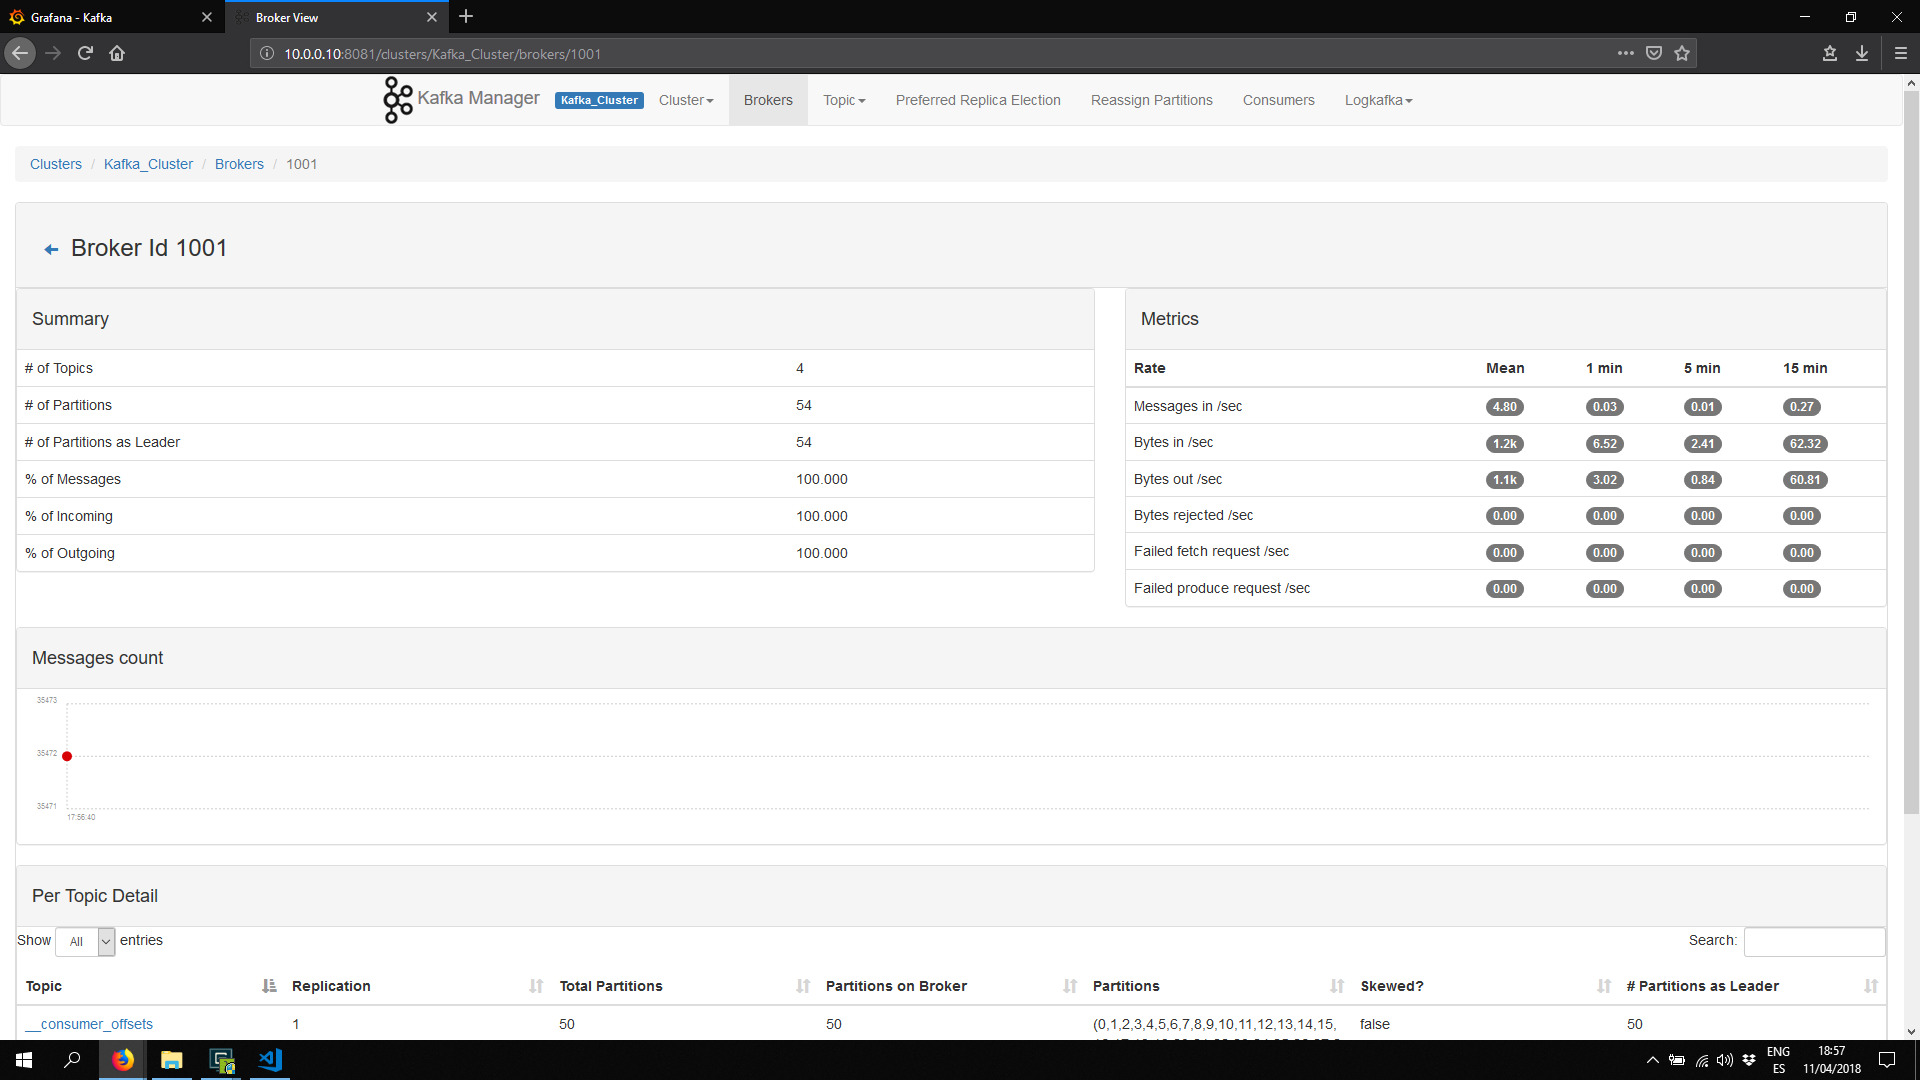 Grafana - Kafka
Broker View
10.0.0.10:8081/clusters/Kafka_Cluster/brokers/1001
Kafka Manager Kafka_Cluster Cluster Brokers Topic Preferred Replica Election Reassign Partitions Consumers Logkafka
Clusters / Kafka_Cluster / Brokers / 1001
Broker Id 1001
Summary
# of Topics 4
# of Partitions 54
# of Partitions as Leader 54
% of Messages 100.000
% of Incoming 100.000
% of Outgoing 100.000
Metrics
Rate Mean 1 min 5 min 15 min
Messages in /sec 4.80 0.03 0.01 0.27
Bytes in /sec 1.2k 6.52 2.41 62.32
Bytes out /sec 1.1k 3.02 0.84 60.81
Bytes rejected /sec 0.00 0.00 0.00 0.00
Failed fetch request /sec 0.00 0.00 0.00 0.00
Failed produce request /sec 0.00 0.00 0.00 0.00
Messages count
35473
35472
35471
17:56:40
Per Topic Detail
Show All entries
Search:
Topic Replication Total Partitions Partitions on Broker Partitions Skewed? # Partitions as Leader
__consumer_offsets 1 50 50 (0,1,2,3,4,5,6,7,8,9,10,11,12,13,14,15, false 50
ENG
ES
18:57
11/04/2018